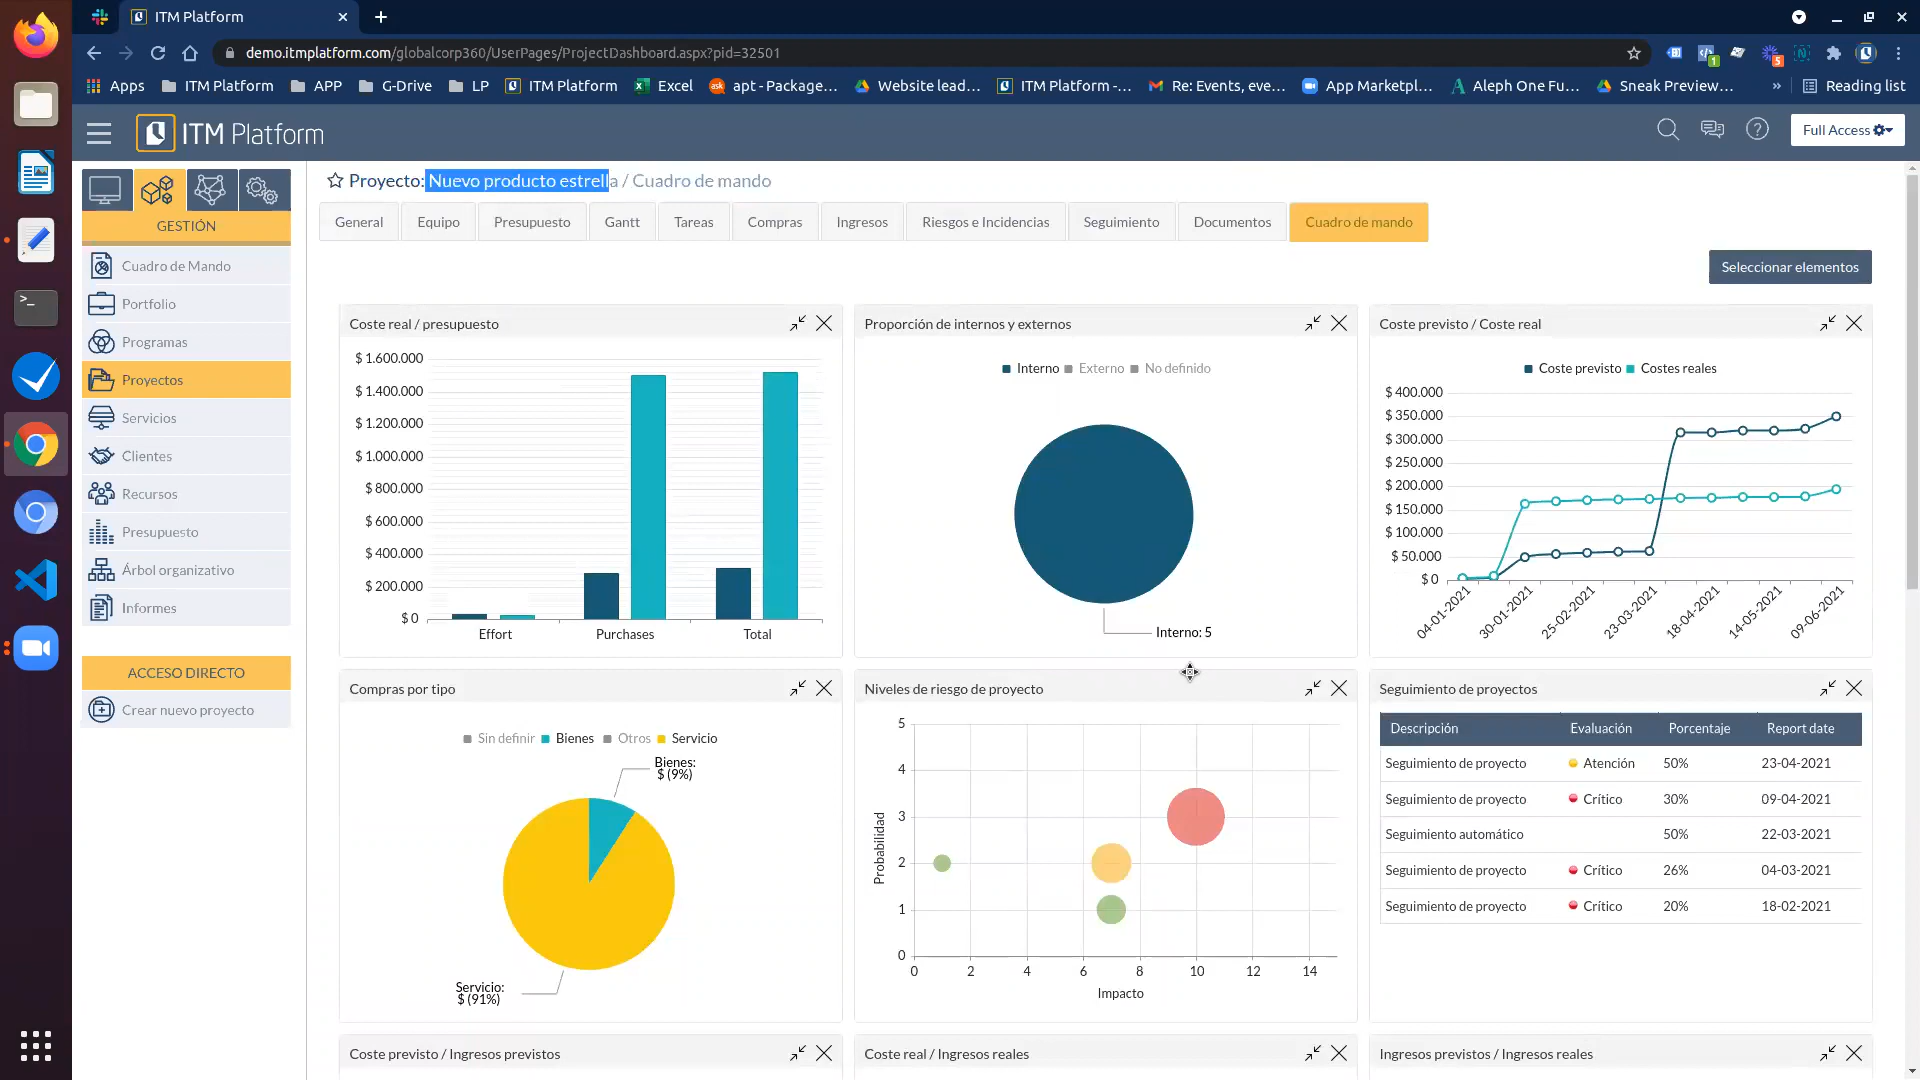 ITM Platform
demo.itmplatform.com/globalcorp360/UserPages/ProjectDashboard.aspx?pid=32501
1
5
Apps
ITM Platform
APP
G-Drive
LP
ITM Platform
Excel
apt - Package...
Website lead...
ITM Platform -...
Re: Events, eve...
App Marketpl...
Aleph One Fu...
Sneak Preview...
»
Reading list
ITM Platform
Full Access
Proyecto: Nuevo producto estrella / Cuadro de mando
General
Equipo
Presupuesto
Gantt
Tareas
Compras
Ingresos
Riesgos e Incidencias
Seguimiento
Documentos
Cuadro de mando
Seleccionar elementos
GESTIÓN
Cuadro de Mando
Portfolio
Programas
Proyectos
Servicios
Clientes
Recursos
Presupuesto
Árbol organizativo
Informes
ACCESO DIRECTO
Crear nuevo proyecto
Coste real / presupuesto
$ 1.600.000
$ 1.400.000
$ 1.200.000
$ 1.000.000
$ 800.000
$ 600.000
$ 400.000
$ 200.000
$ 0
Effort
Purchases
Total
Proporción de internos y externos
Interno
Externo
No definido
Interno: 5
Coste previsto / Coste real
Coste previsto
Costes reales
$ 400.000
$ 350.000
$ 300.000
$ 250.000
$ 200.000
$ 150.000
$ 100.000
$ 50.000
$ 0
04-01-2021
30-01-2021
25-02-2021
23-03-2021
18-04-2021
14-05-2021
09-06-2021
Compras por tipo
Sin definir
Bienes
Otros
Servicio
Bienes:
$ (9%)
Servicio:
$ (91%)
Niveles de riesgo de proyecto
Probabilidad
5
4
3
2
1
0
0
2
4
6
8
10
12
14
Impacto
Seguimiento de proyectos
Descripción Evaluación Porcentaje Report date
Seguimiento de proyecto Atención 50% 23-04-2021
Seguimiento de proyecto Crítico 30% 09-04-2021
Seguimiento automático 50% 22-03-2021
Seguimiento de proyecto Crítico 26% 04-03-2021
Seguimiento de proyecto Crítico 20% 18-02-2021
Coste previsto / Ingresos previstos
Coste real / Ingresos reales
Ingresos previstos / Ingresos reales